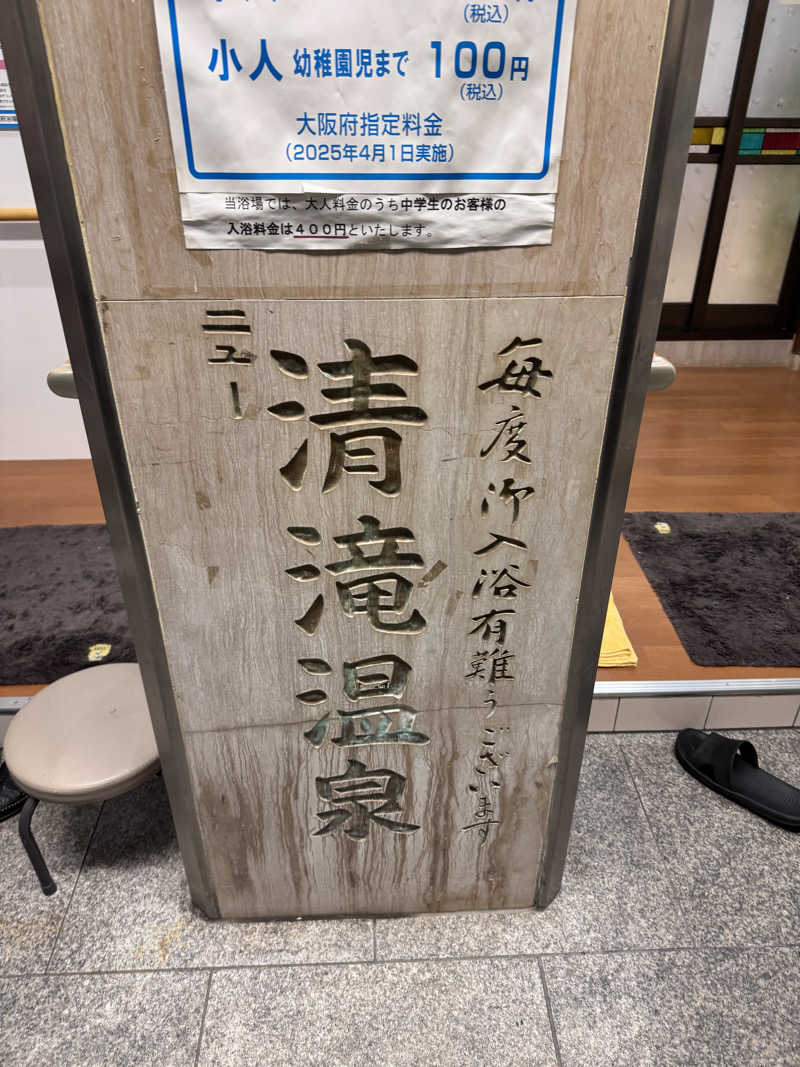 (税込)
小人 幼稚園児まで 100円
(税込)
大阪府指定料金
(2025年4月1日実施)
当浴場では、大人料金のうち中学生のお客様の
入浴料金は400円といたします。
毎度御入浴有難うございます
ニュー
清滝温泉